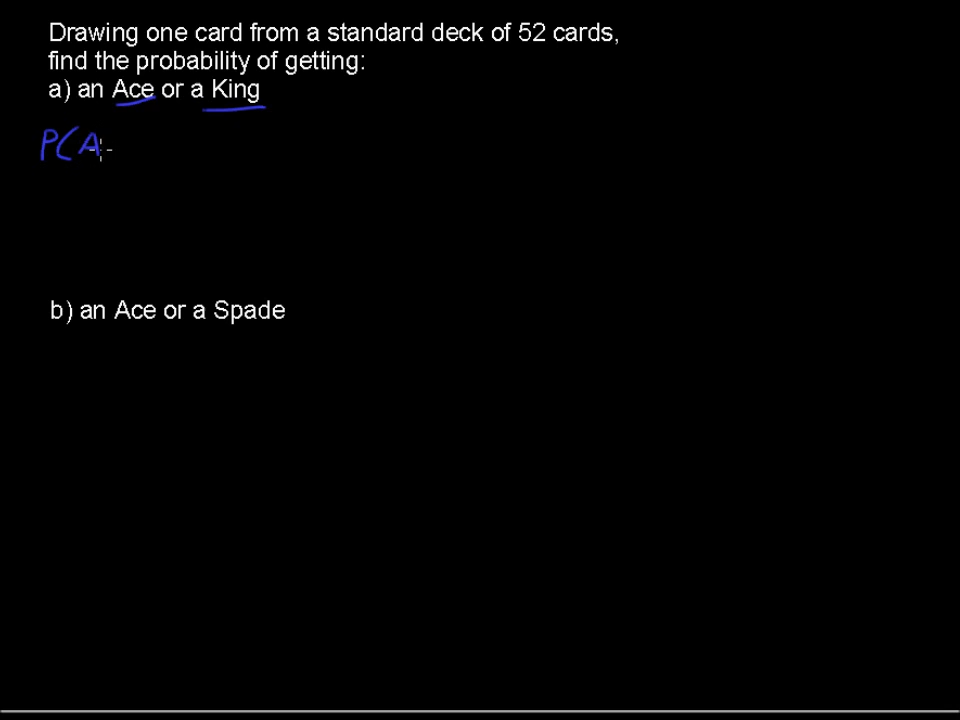 Drawing one card from a standard deck of 52 cards,
find the probability of getting:
a) an Ace or a King
P(A
b) an Ace or a Spade